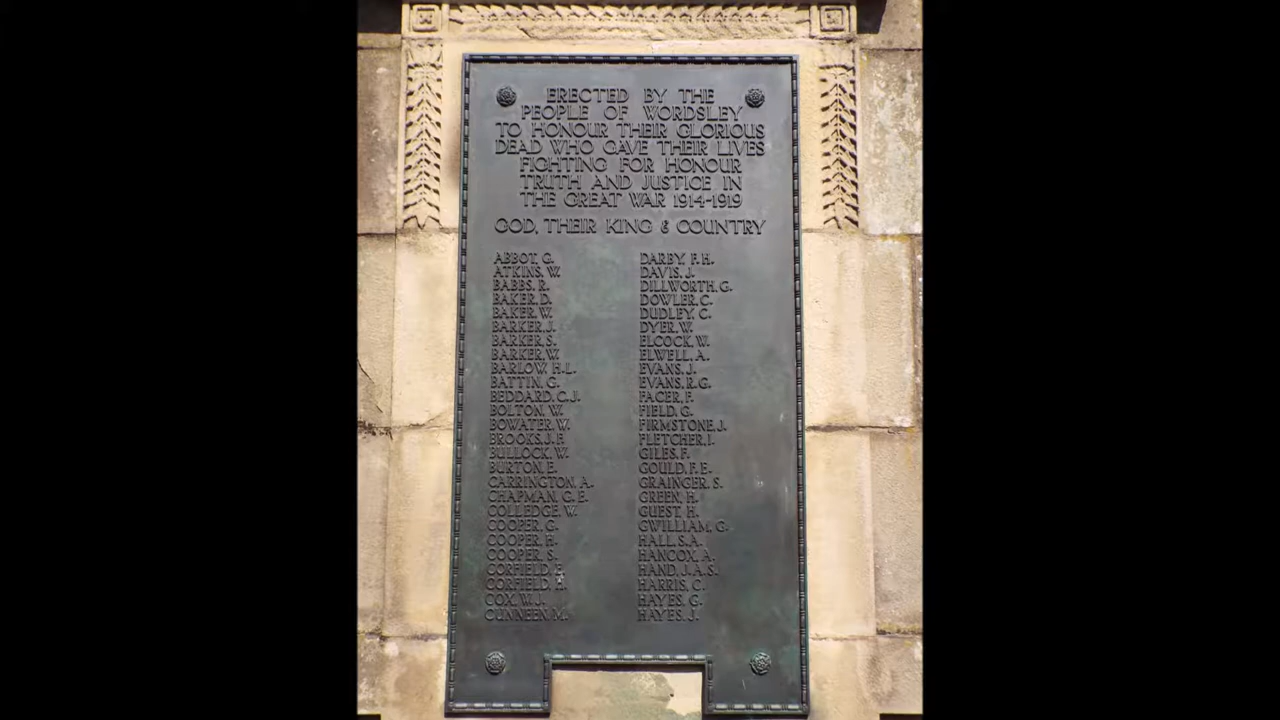 ERECTED BY THE
PEOPLE OF WORDSLEY
TO HONOUR THEIR GLORIOUS
DEAD WHO GAVE THEIR LIVES
FIGHTING FOR HONOUR
TRUTH AND JUSTICE IN
THE GREAT WAR 1914-1919
GOD, THEIR KING & COUNTRY
ABBOT, G.
ATKINS, W.
BABBS, R.
BAKER, D.
BAKER, W.
BARKER, J.
BARKER, S.
BARKER, W.
BARLOW, H.L.
BATTIN, G.
BEDDARD, C.J.
BOLTON, W.
BOWATER, W.
BROOKS, J.F.
BULLOCK, W.
BURTON, E.
CARRINGTON, A.
CHAPMAN, G.E.
COLLEDGE, W.
COOPER, G.
COOPER, H.
COOPER, S.
CORFIELD, E.
CORFIELD, H.
COX, W.J.
CUNNEEN, M.
DARBY, F.H.
DAVIS, J.
DILLWORTH, G.
DOWLER, C.
DUDLEY, C.
DYER, W.
ELCOCK, W.
ELWELL, A.
EVANS, J.
EVANS, R.G.
FACER, F.
FIELD, G.
FIRMSTONE, J.
FLETCHER, I.
GILES, F.
GOULD, F.E.
GRAINGER, S.
GREEN, H.
GUEST, H.
GWILLIAM, G.
HALL, S.A.
HANCOX, A.
HAND, J.A.S.
HARRIS, C.
HAYES, G.
HAYES, J.